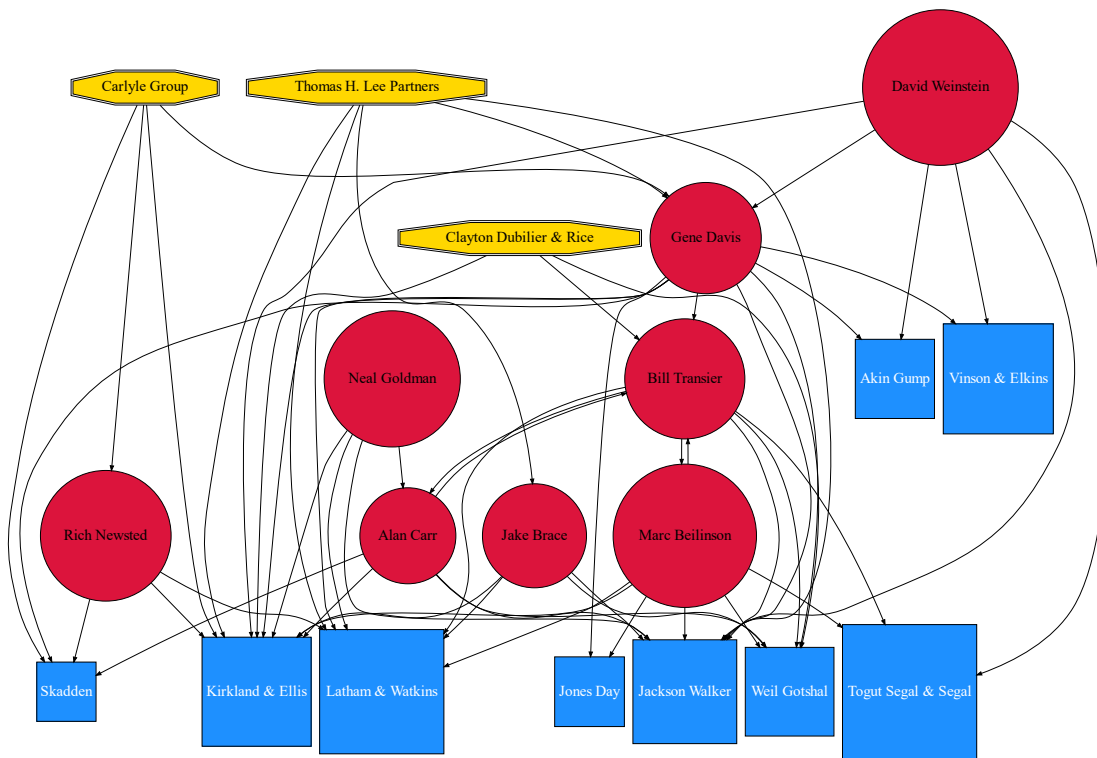 Carlyle Group
Thomas H. Lee Partners
David Weinstein
Clayton Dubilier & Rice
Gene Davis
Neal Goldman
Bill Transier
Akin Gump
Vinson & Elkins
Rich Newsted
Alan Carr
Jake Brace
Marc Beilinson
Skadden
Kirkland & Ellis
Latham & Watkins
Jones Day
Jackson Walker
Weil Gotshal
Togut Segal & Segal